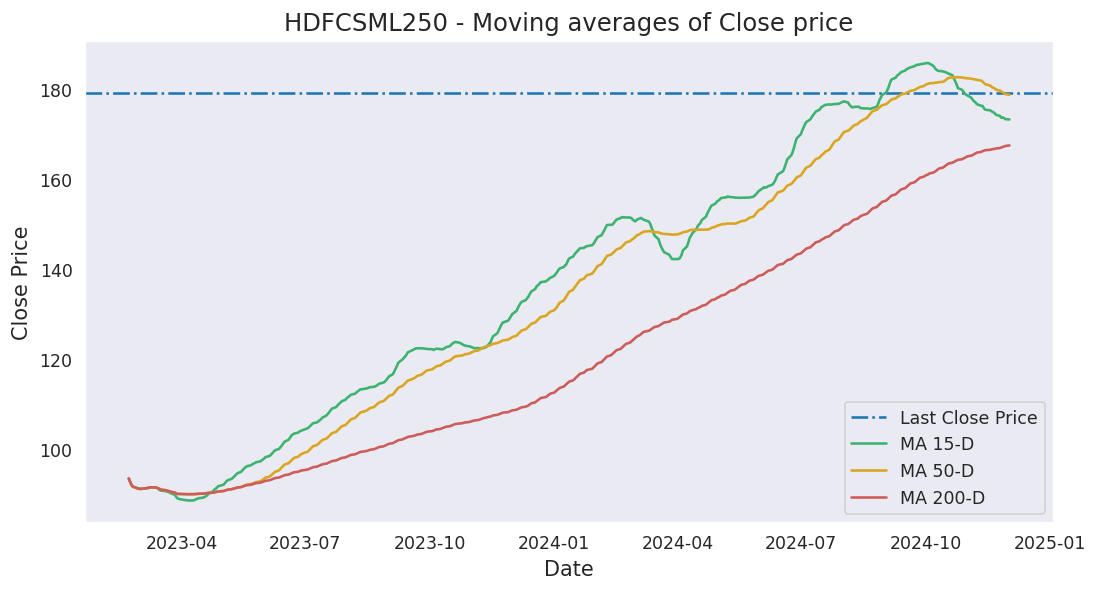 HDFCSML250 - Moving averages of Close price
Close Price
180
160
140
120
100
Last Close Price
MA 15-D
MA 50-D
MA 200-D
2023-04 2023-07 2023-10 2024-01 2024-04 2024-07 2024-10 2025-01
Date